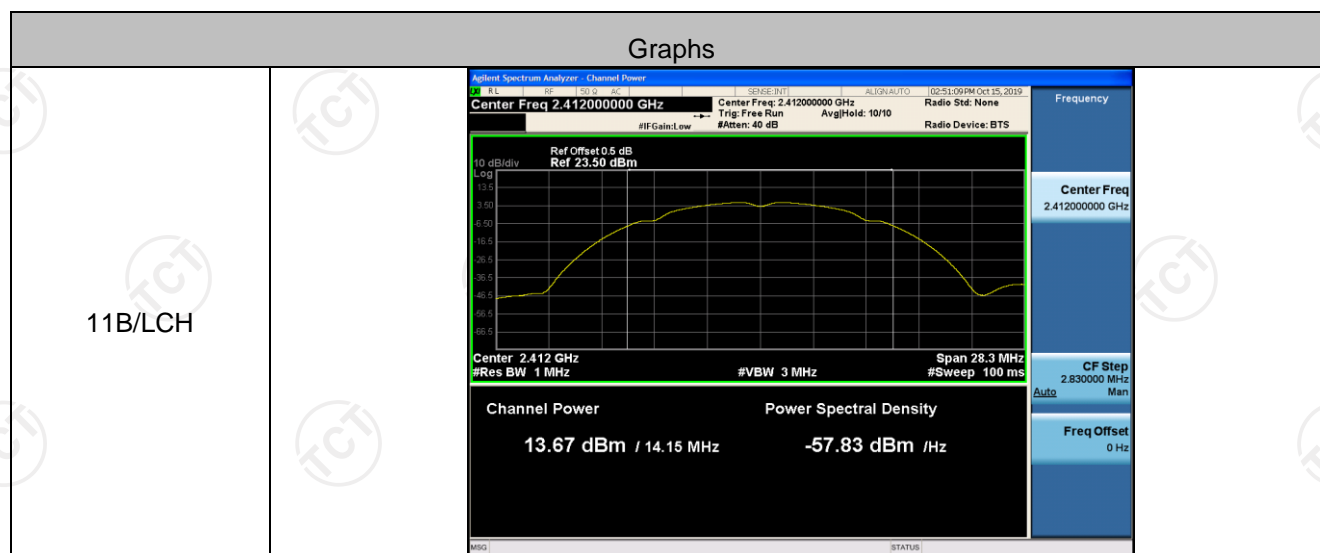 Graphs
11B/LCH
Agilent Spectrum Analyzer - Channel Power
RL RF 50 Ω AC SENSE:INT ALIGNAUTO 02:51:09 PM Oct 15, 2019
Center Freq 2.412000000 GHz
Center Freq: 2.412000000 GHz
Radio Std: None
Trig: Free Run Avg|Hold: 10/10
#IFGain:Low #Atten: 40 dB
Radio Device: BTS
Ref Offset 0.5 dB
10 dB/div Ref 23.50 dBm
Log
13.5
3.50
-6.50
-16.5
-26.5
-36.5
-46.5
-56.5
-66.5
Center 2.412 GHz Span 28.3 MHz
#Res BW 1 MHz #VBW 3 MHz #Sweep 100 ms
Channel Power Power Spectral Density
13.67 dBm / 14.15 MHz -57.83 dBm /Hz
MSG STATUS
Frequency
Center Freq
2.412000000 GHz
CF Step
2.830000 MHz
Auto Man
Freq Offset
0 Hz
TCT
TCT
TCT
TCT
TCT